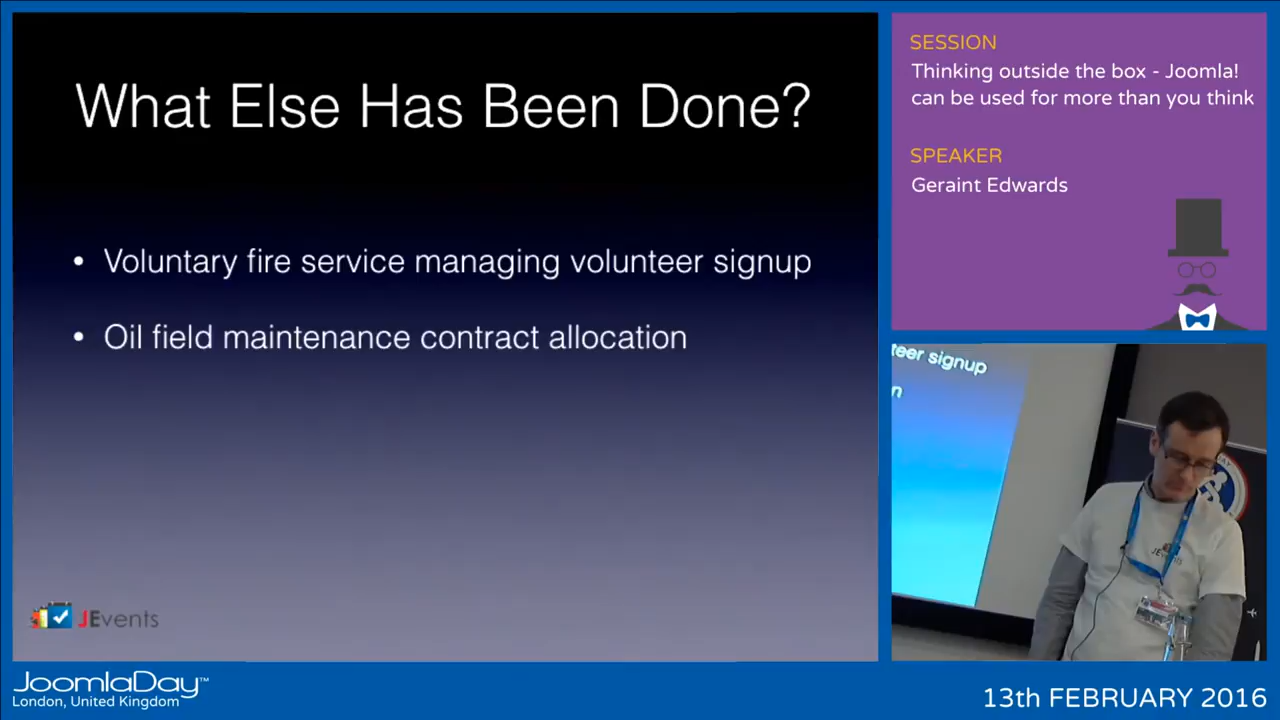 What Else Has Been Done?
• Voluntary fire service managing volunteer signup
• Oil field maintenance contract allocation
JEvents
SESSION
Thinking outside the box - Joomla!
can be used for more than you think
SPEAKER
Geraint Edwards
teer signup
n
JEvents
JoomlaDay™
London, United Kingdom
13th FEBRUARY 2016